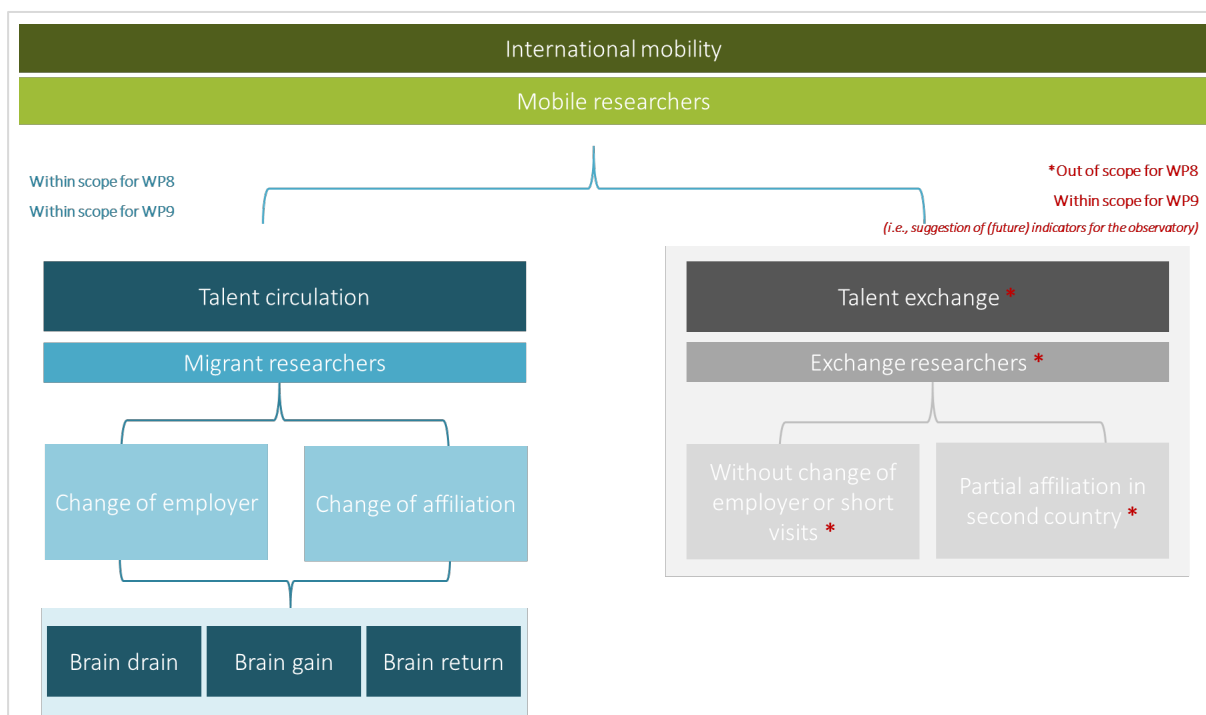 International mobility
Mobile researchers
Within scope for WP8
Within scope for WP9
*Out of scope for WP8
Within scope for WP9
(i.e., suggestion of (future) indicators for the observatory)
Talent circulation
Migrant researchers
Change of employer
Change of affiliation
Brain drain
Brain gain
Brain return
Talent exchange *
Exchange researchers *
Without change of
employer or short
visits *
Partial affiliation in
second country *